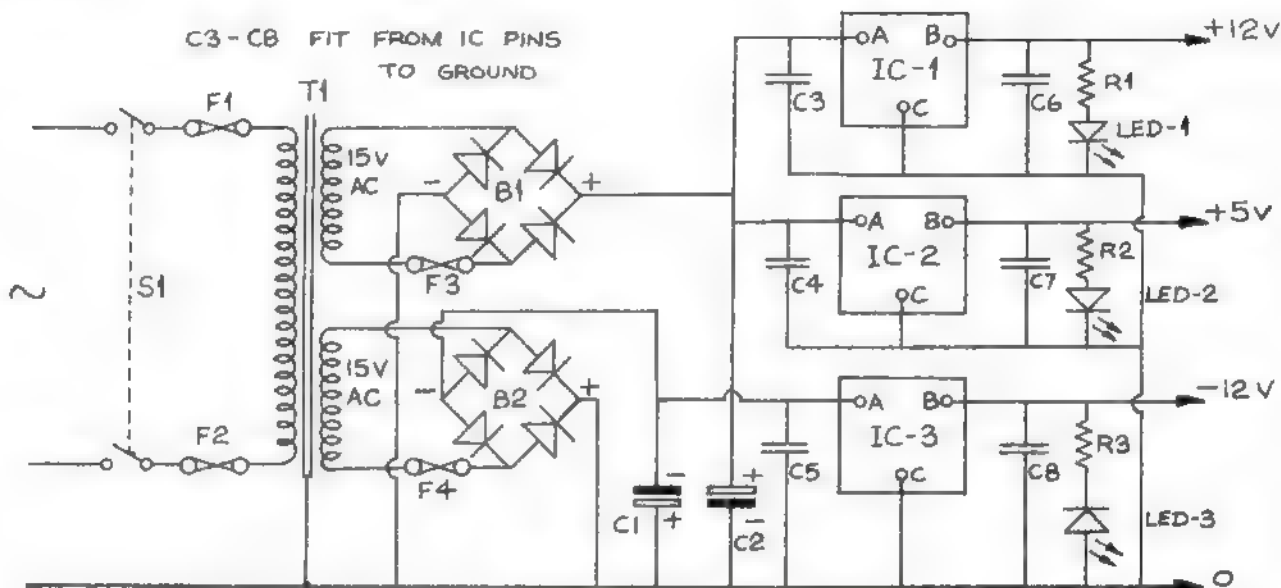 C3-C8 FIT FROM IC PINS
TO GROUND
F1
T1
15V
AC
B1
-
+
F3
~
S1
15V
AC
B2
-
+
F2
F4
C1
-
+
C2
+
-
A
B
IC-1
C
C3
C6
R1
LED-1
+12V
A
B
IC-2
C
C4
C7
R2
LED-2
+5V
A
B
IC-3
C
C5
C8
R3
LED-3
-12V
0